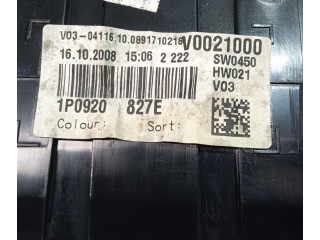 V03-04116.10.0891710216 V0021000
16.10.2008 15:06 2 222 SW0450
HW021
V03
1P0920 827E
Colour: Sort: